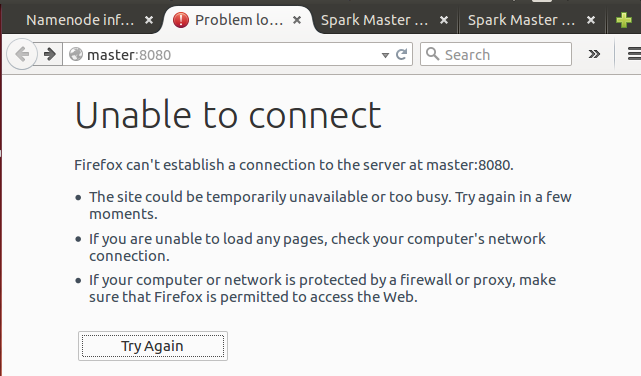 Namenode inf...
Problem lo...
Spark Master ...
Spark Master ...
master:8080
Search
Unable to connect
Firefox can't establish a connection to the server at master:8080.
• The site could be temporarily unavailable or too busy. Try again in a few
moments.
• If you are unable to load any pages, check your computer's network
connection.
• If your computer or network is protected by a firewall or proxy, make
sure that Firefox is permitted to access the Web.
Try Again